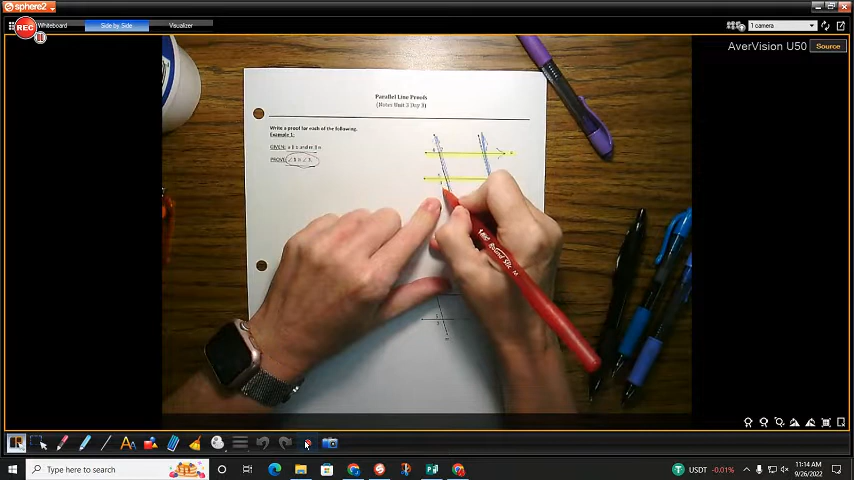 sphere2
REC
Whiteboard
Side by Side
Visualizer
1 camera
AverVision U50
Source
Parallel Line Proofs
(Notes Unit 3 Day 3)
Write a proof for each of the following.
Example 1:
GIVEN:
PROVE:
Type here to search
USDT -0.01%
11:14 AM
9/26/2022